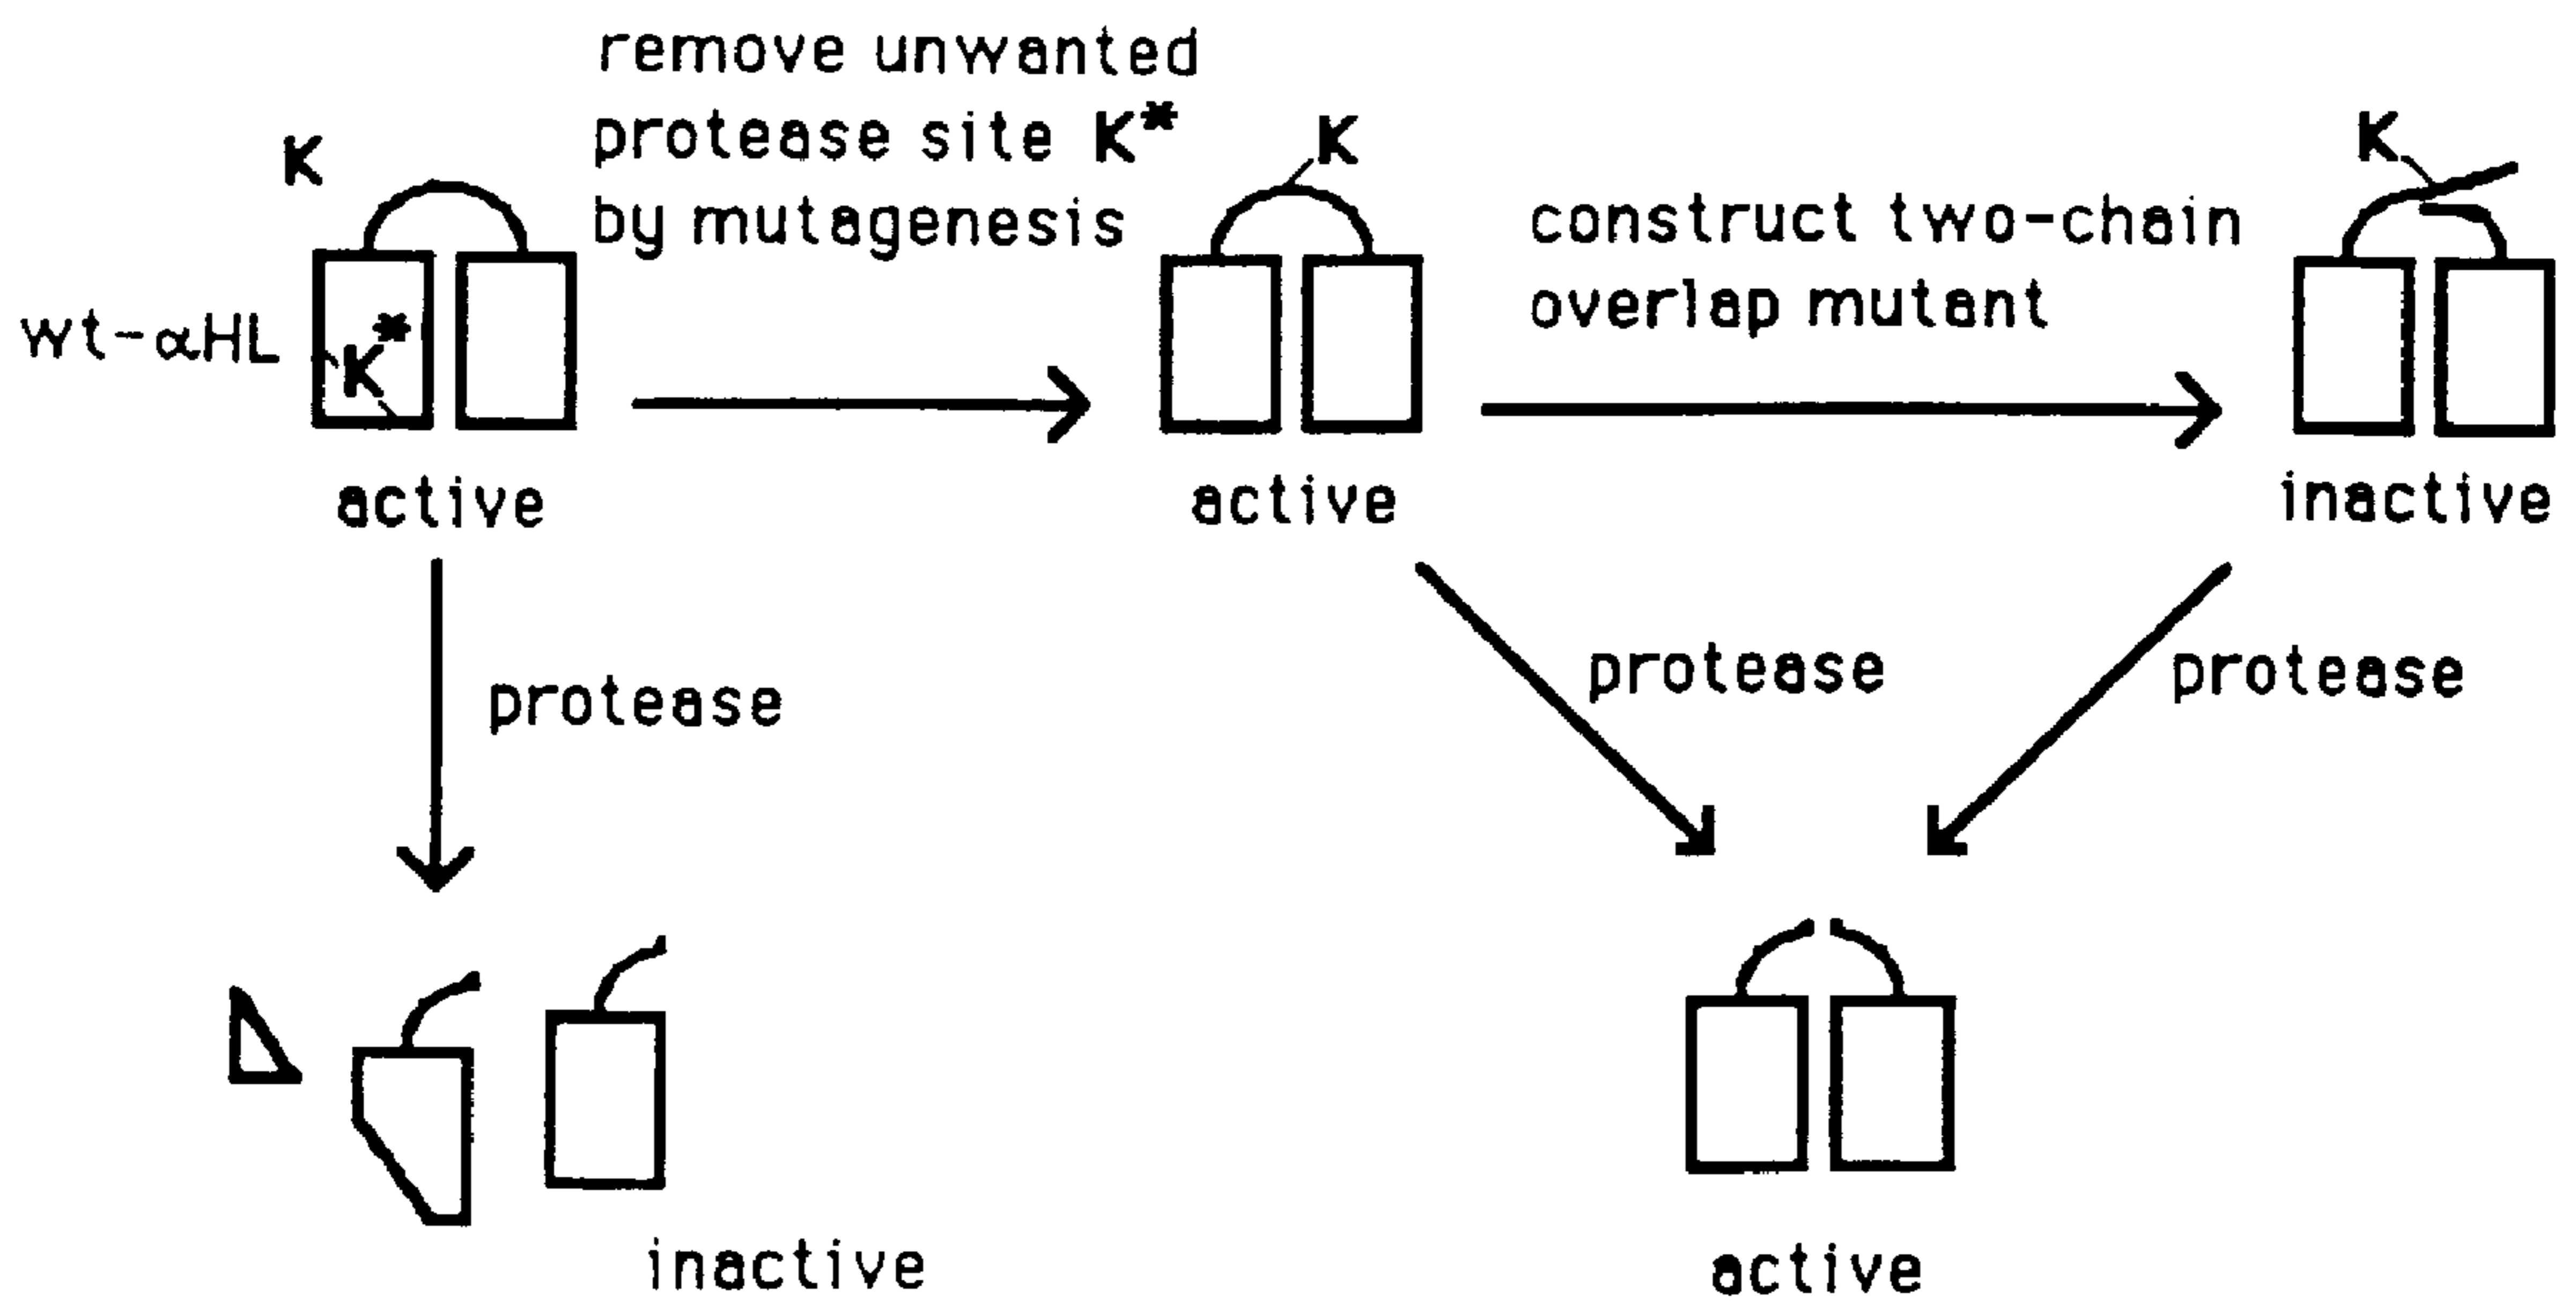 remove unwanted
protease site K*
by mutagenesis
K
K
K
construct two-chain
overlap mutant
wt-αHL
K*
active
active
inactive
protease
protease
protease
inactive
active